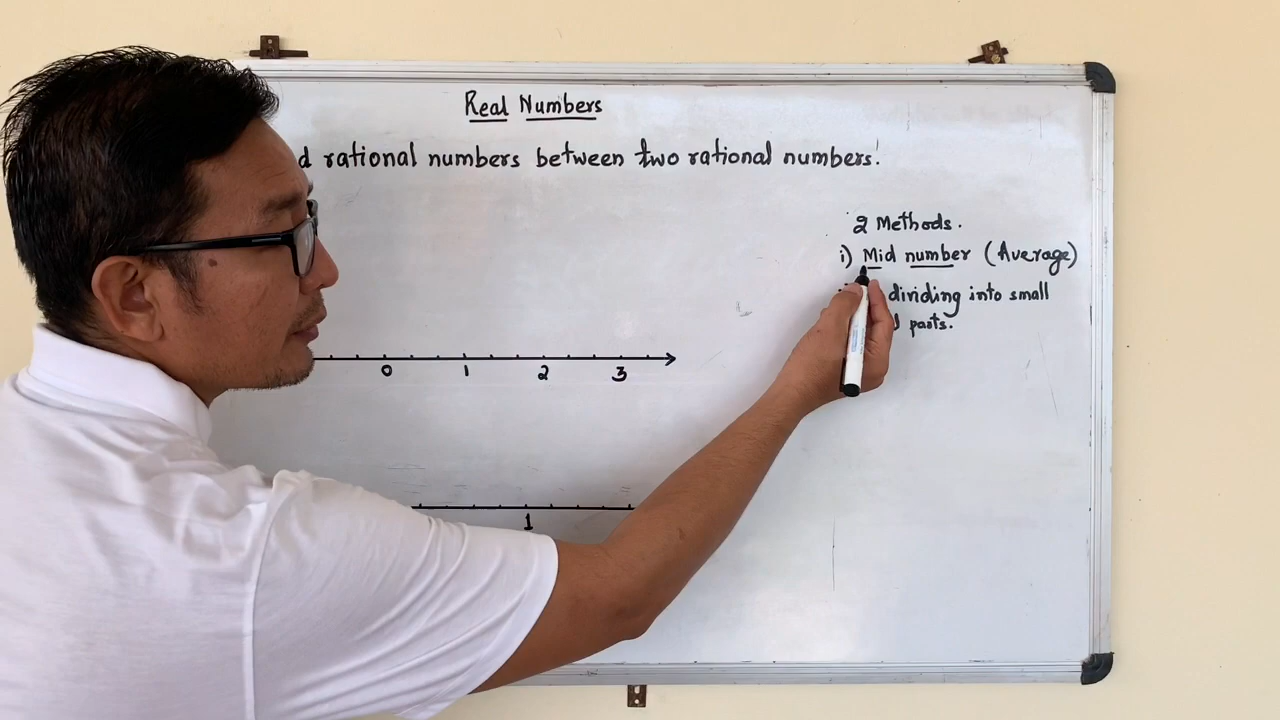 Real Numbers
rational numbers between two rational numbers.
2 Methods.
i) Mid number (Average)
dividing into small
parts.
0 1 2 3
1